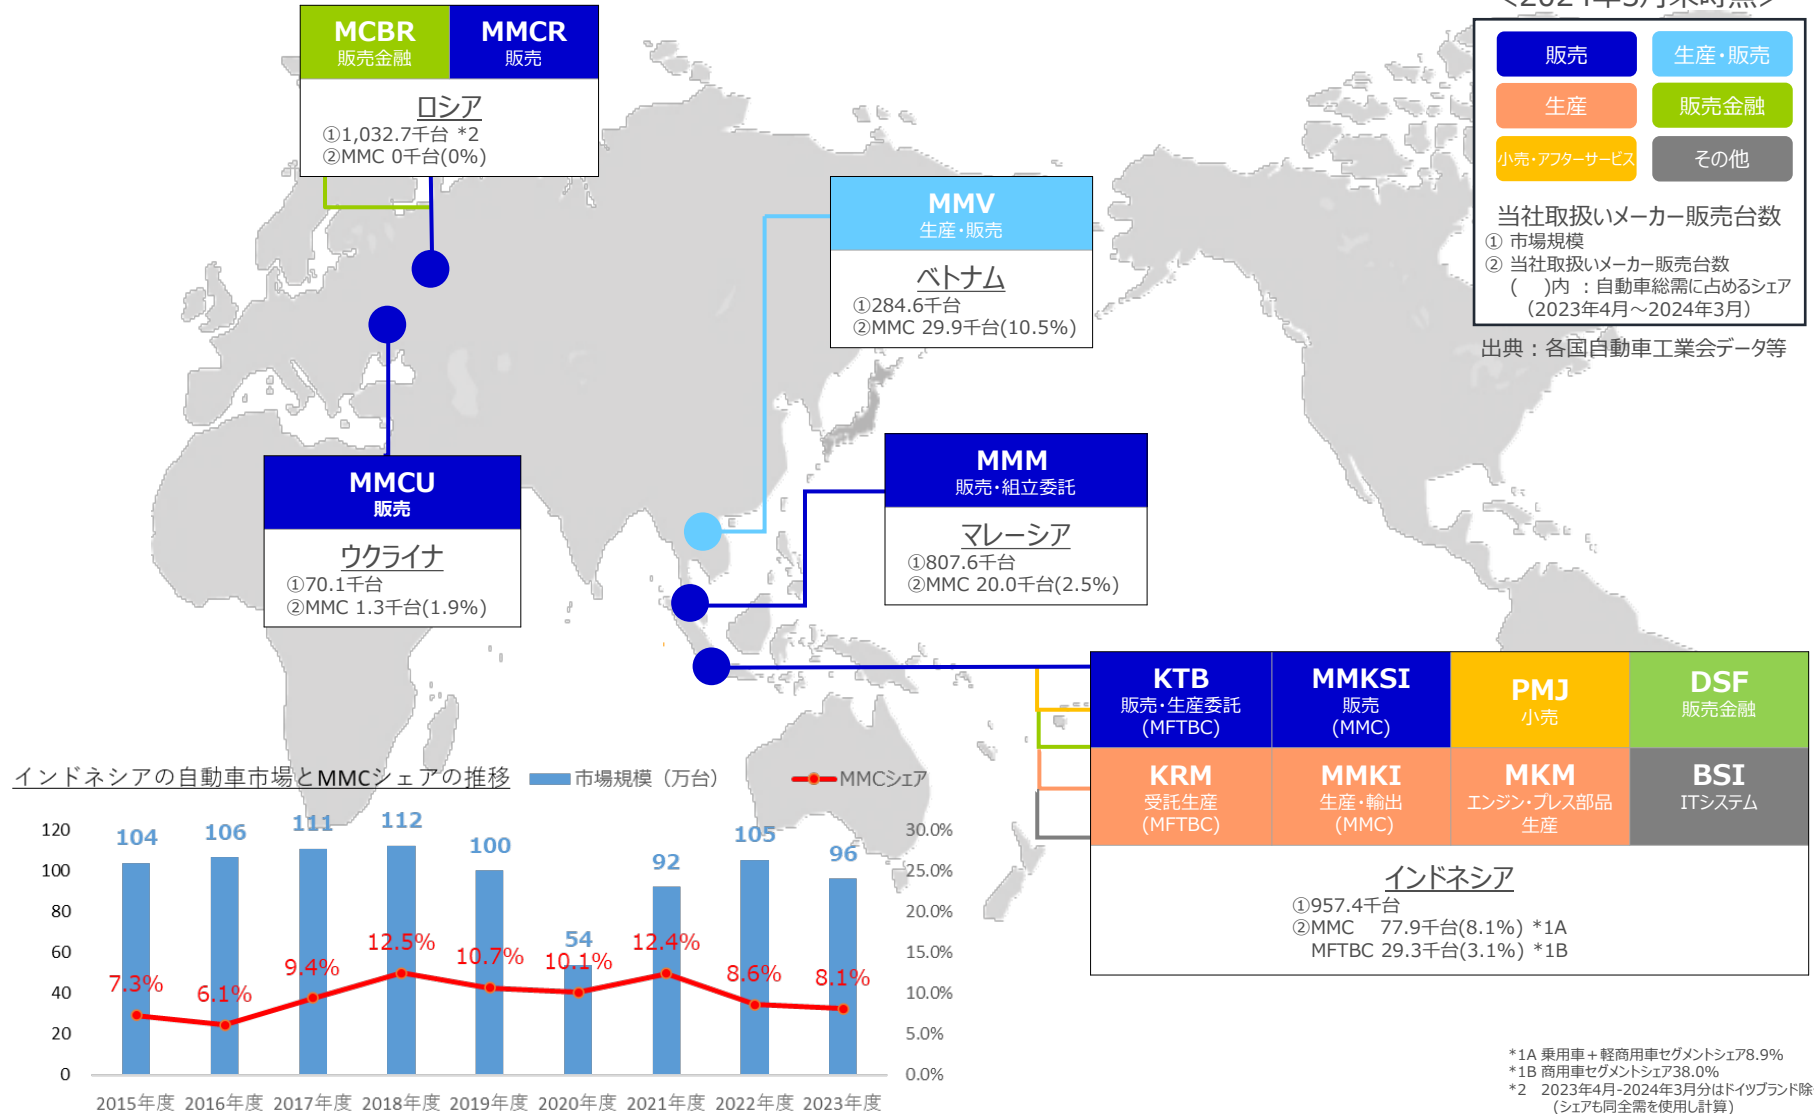 <2024年3月末時点>
販売
生産・販売
生産
販売金融
小売・アフターサービス
その他
当社取扱いメーカー販売台数
① 市場規模
② 当社取扱いメーカー販売台数
( )内 ：自動車総需に占めるシェア
（2023年4月～2024年3月）
出典：各国自動車工業会データ等
MCBR
販売金融
MMCR
販売
ロシア
①1,032.7千台 *2
②MMC 0千台(0%)
MMV
生産・販売
ベトナム
①284.6千台
②MMC 29.9千台(10.5%)
MMCU
販売
ウクライナ
①70.1千台
②MMC 1.3千台(1.9%)
MMM
販売・組立委託
マレーシア
①807.6千台
②MMC 20.0千台(2.5%)
KTB
販売・生産委託
(MFTBC)
MMKSI
販売
(MMC)
PMJ
小売
DSF
販売金融
KRM
受託生産
(MFTBC)
MMKI
生産・輸出
(MMC)
MKM
エンジン・プレス部品
生産
BSI
ITシステム
インドネシア
①957.4千台
②MMC 77.9千台(8.1%) *1A
MFTBC 29.3千台(3.1%) *1B
インドネシアの自動車市場とMMCシェアの推移
市場規模（万台）
MMCシェア
120
100
80
60
40
20
0
30.0%
25.0%
20.0%
15.0%
10.0%
5.0%
0.0%
104
106
111
112
100
54
92
105
96
7.3%
6.1%
9.4%
12.5%
10.7%
10.1%
12.4%
8.6%
8.1%
2015年度
2016年度
2017年度
2018年度
2019年度
2020年度
2021年度
2022年度
2023年度
*1A 乗用車＋軽商用車セグメントシェア8.9%
*1B 商用車セグメントシェア38.0%
*2 2023年4月-2024年3月分はドイツブランド除
(シェアも同全需を使用し計算)